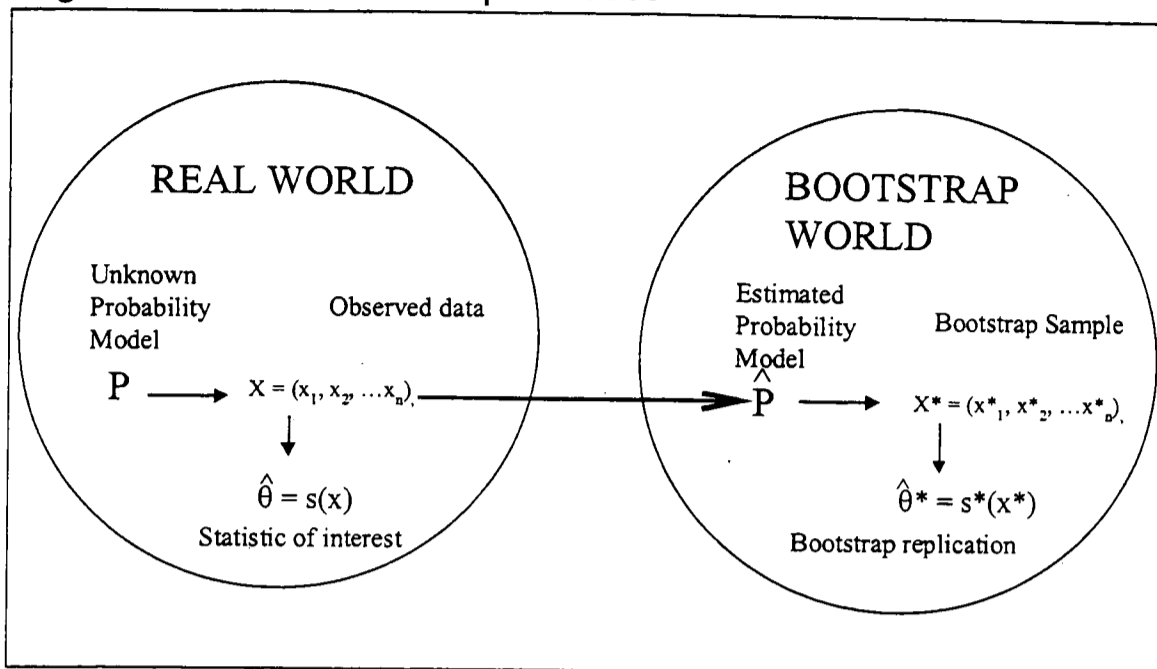 REAL WORLD
Unknown
Probability
Model
Observed data
P
X = (x₁, x₂, ...xₙ),
θ̂ = s(x)
Statistic of interest
BOOTSTRAP
WORLD
Estimated
Probability
Model
Bootstrap Sample
P̂
X* = (x*₁, x*₂, ...x*ₙ),
θ̂* = s*(x*)
Bootstrap replication